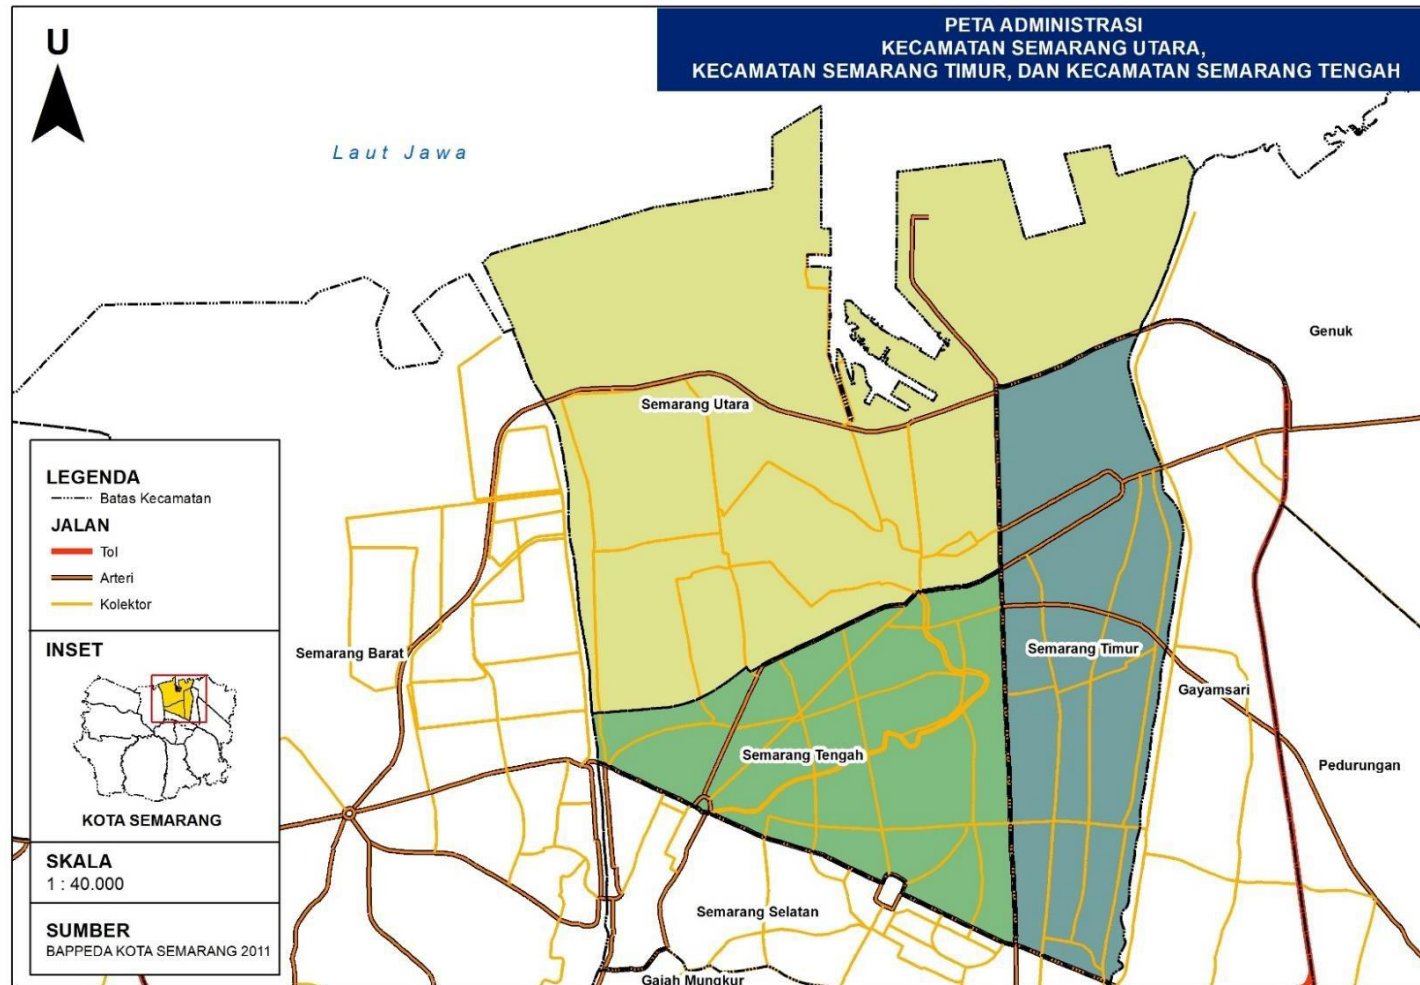 PETA ADMINISTRASI
KECAMATAN SEMARANG UTARA,
KECAMATAN SEMARANG TIMUR, DAN KECAMATAN SEMARANG TENGAH
U
Laut Jawa
Genuk
Semarang Utara
LEGENDA
Batas Kecamatan
JALAN
Tol
Arteri
Kolektor
INSET
KOTA SEMARANG
SKALA
1 : 40.000
SUMBER
BAPPEDA KOTA SEMARANG 2011
Semarang Barat
Semarang Timur
Gayamsari
Semarang Tengah
Pedurungan
Semarang Selatan
Gajah Mungkur